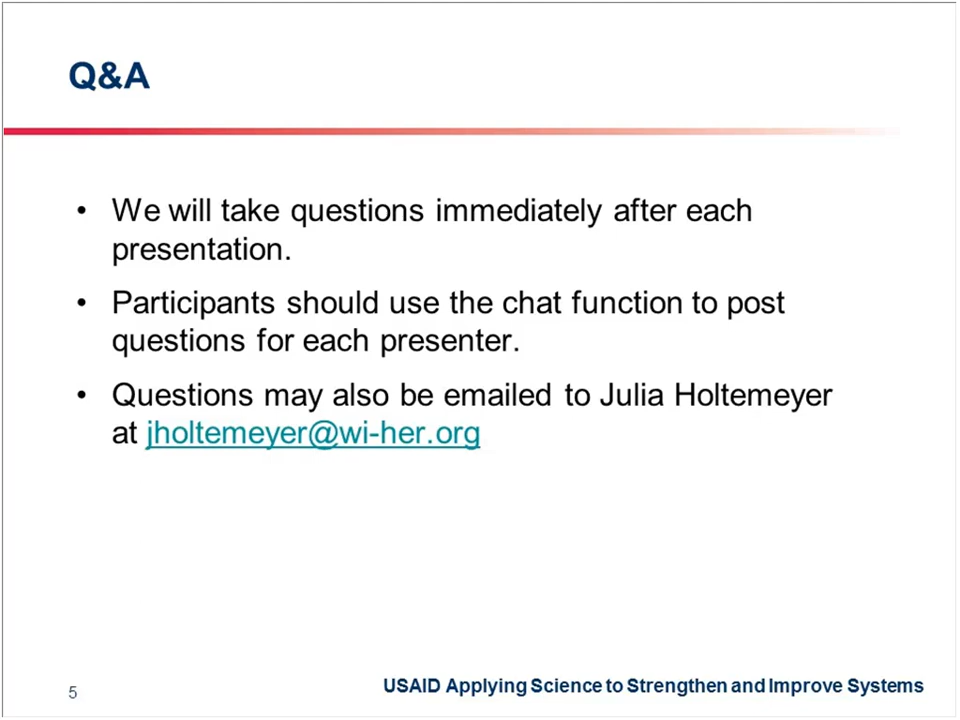 Q&A
• We will take questions immediately after each
presentation.
• Participants should use the chat function to post
questions for each presenter.
• Questions may also be emailed to Julia Holtemeyer
at jholtemeyer@wi-her.org
5
USAID Applying Science to Strengthen and Improve Systems